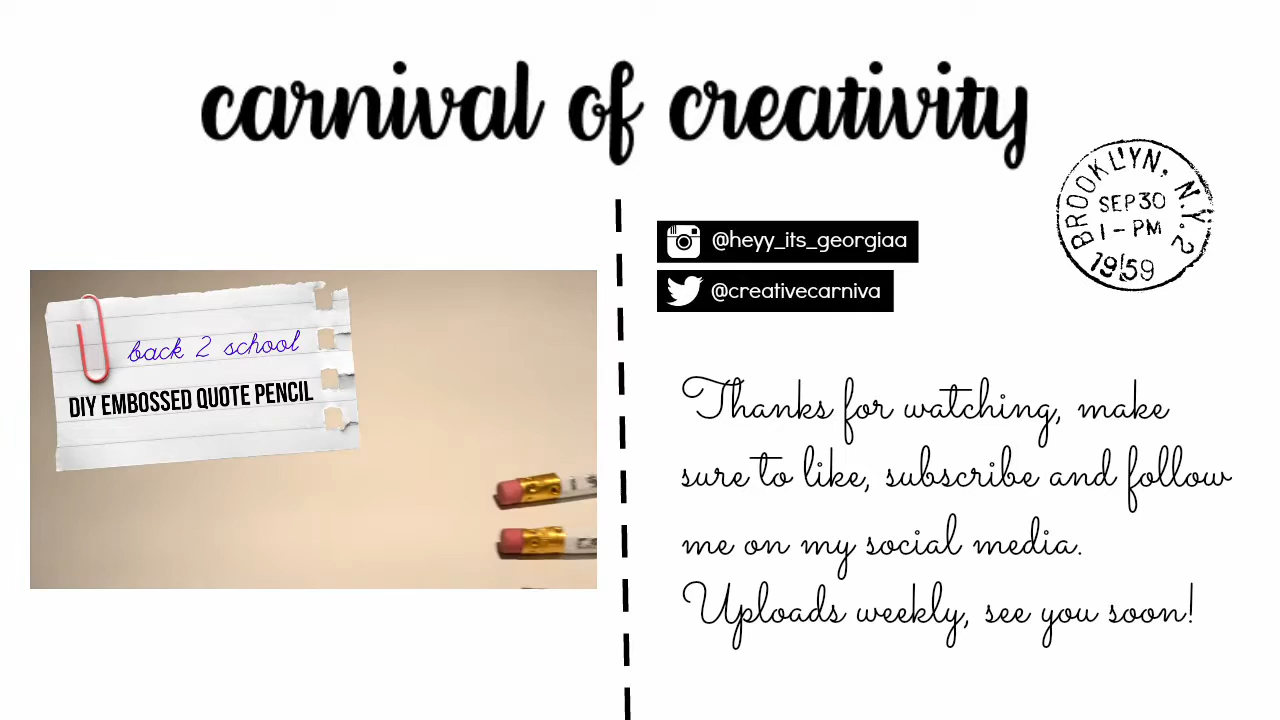 carnival of creativity
BROOKLYN, N.Y. 2
SEP 30
1 - PM
1959
@heyy_its_georgiaa
@creativecarniva
back 2 school
DIY EMBOSSED QUOTE PENCIL
Thanks for watching, make
sure to like, subscribe and follow
me on my social media.
Uploads weekly, see you soon!